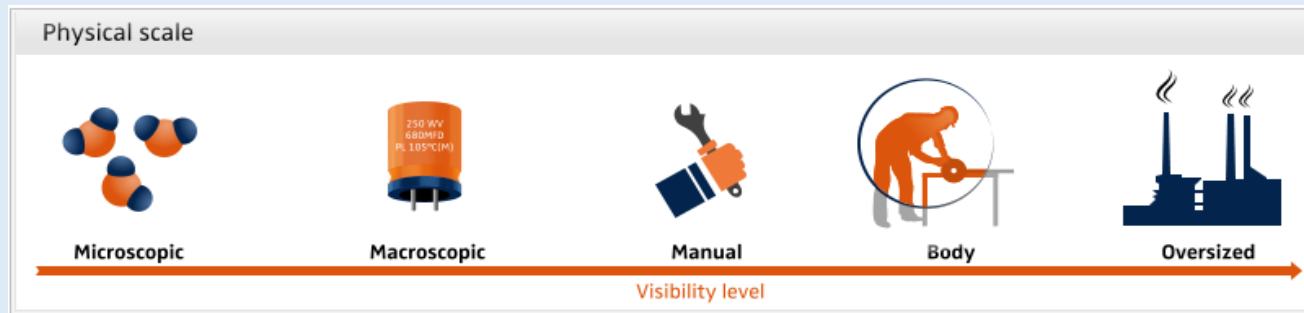 Physical scale
250 WV
680MFD
PL 105°C(M)
Microscopic
Macroscopic
Manual
Body
Oversized
Visibility level